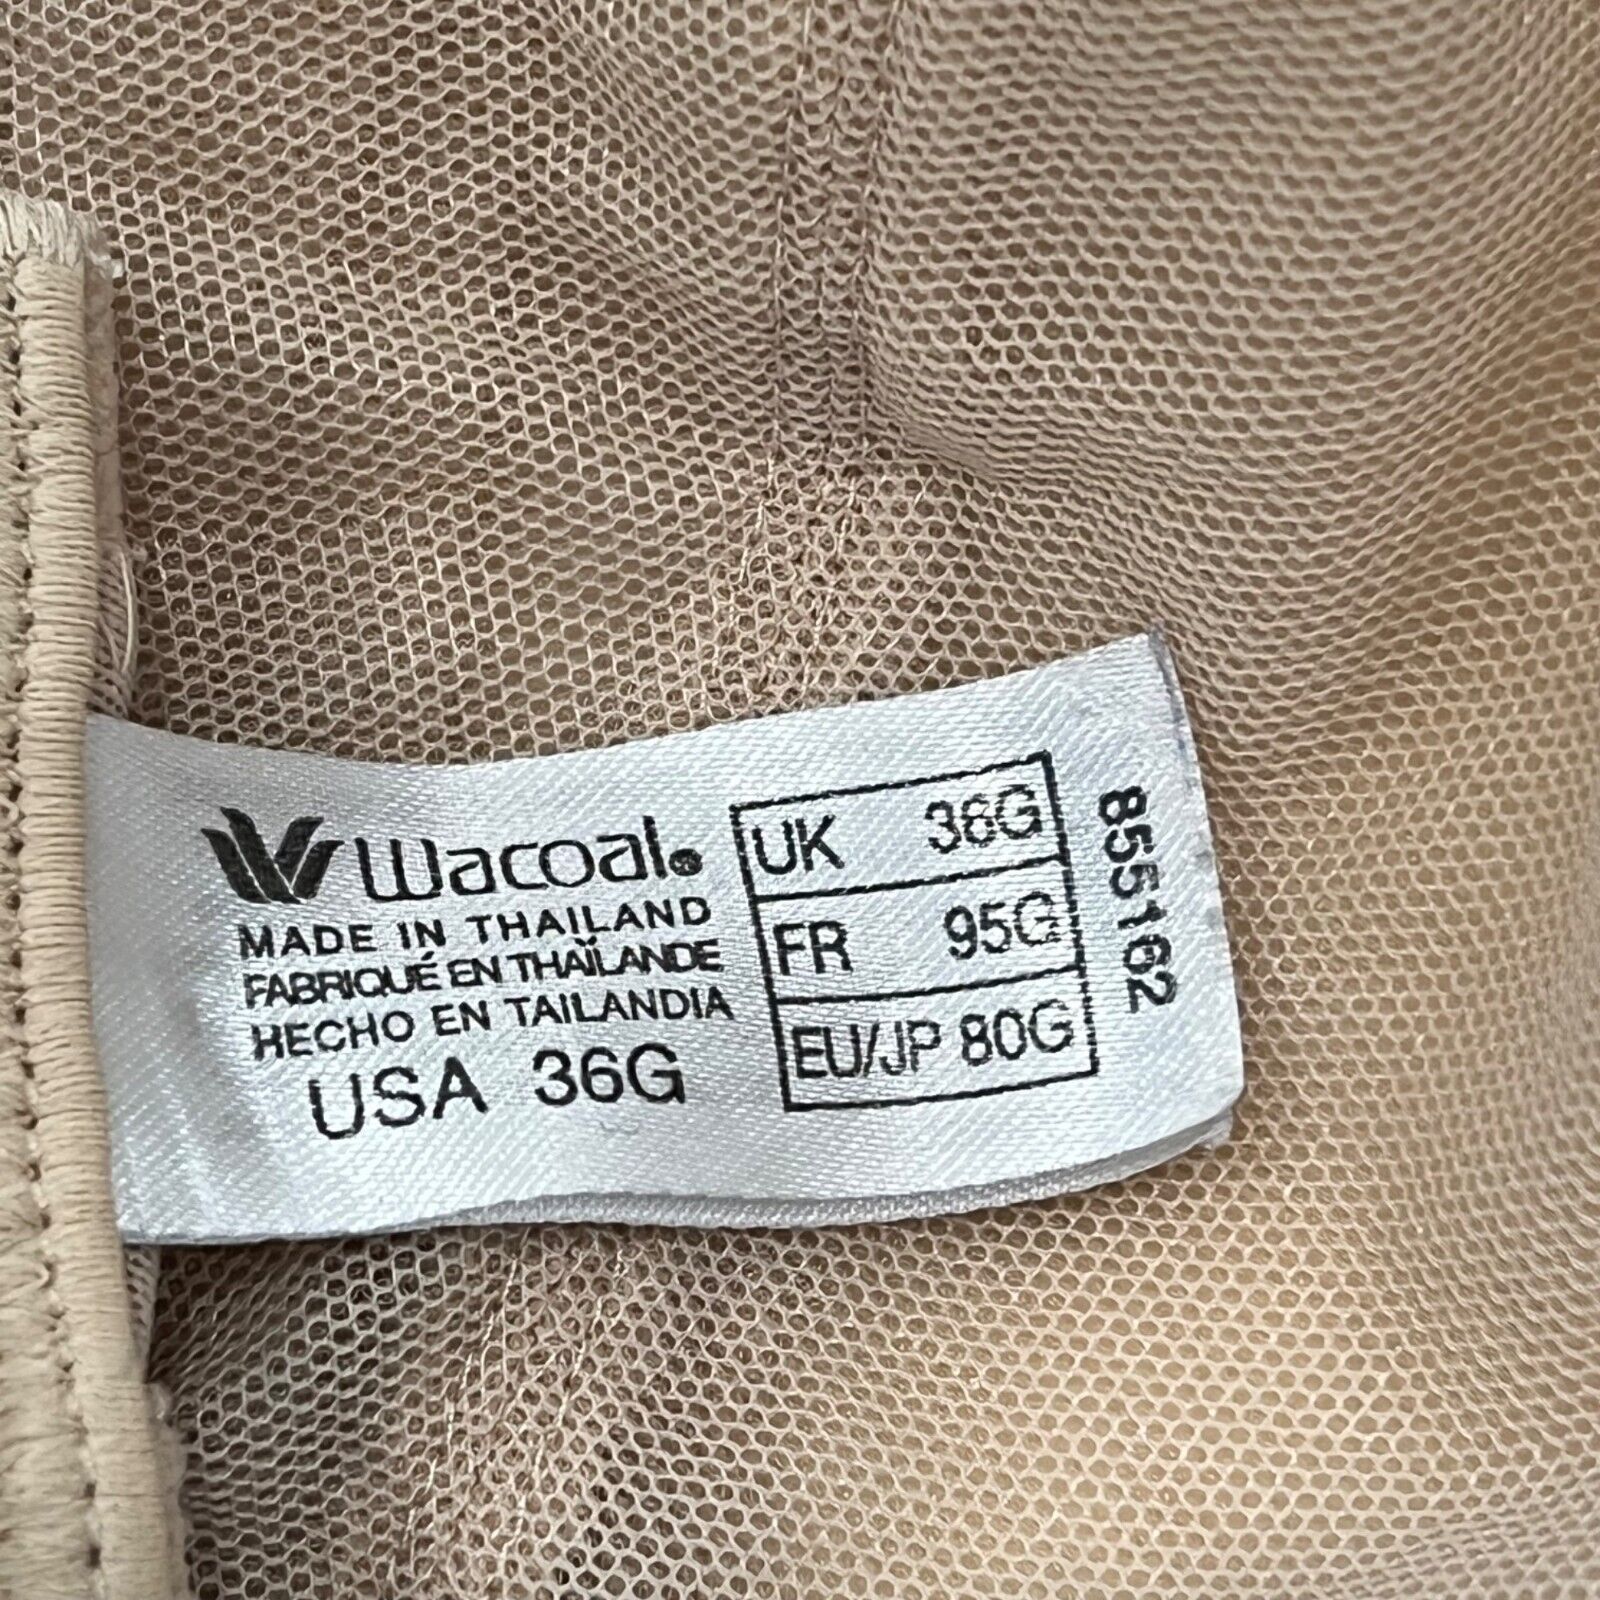 Wacoal®
MADE IN THAILAND
FABRIQUÉ EN THAÏLANDE
HECHO EN TAILANDIA
USA 36G
UK 36G
FR 95G
EU/JP 80G
855162